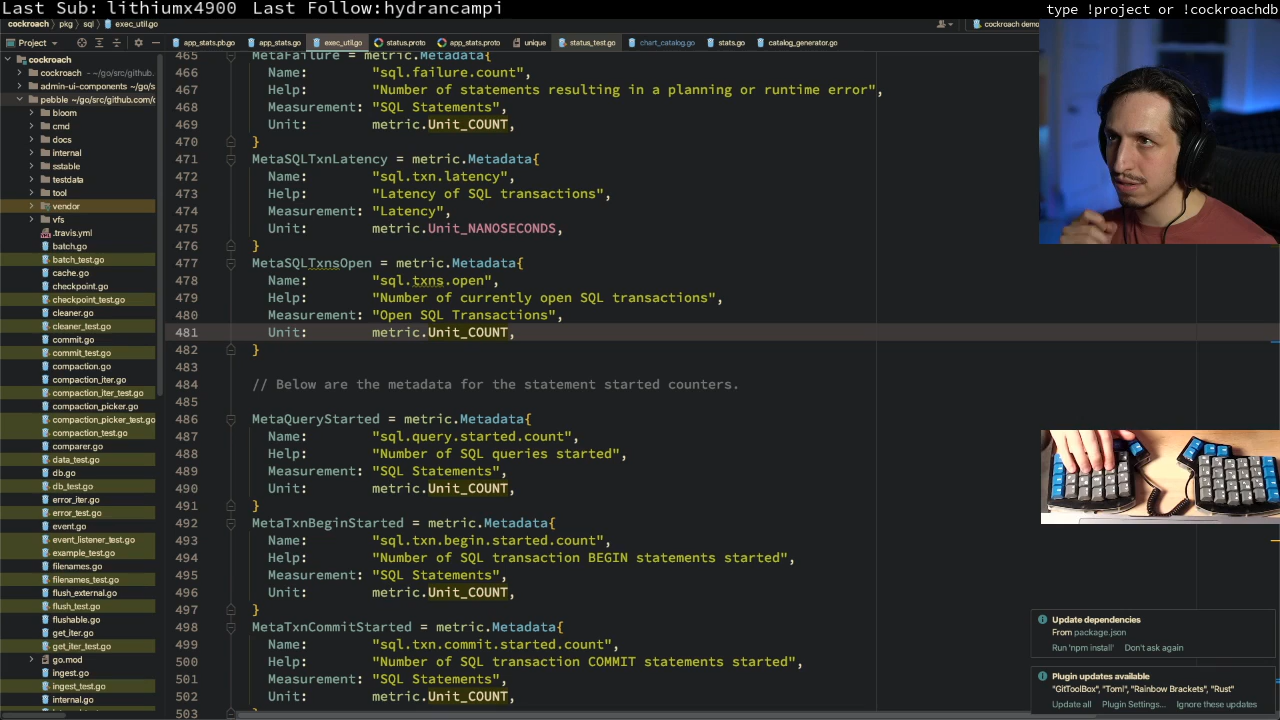 Last Sub: lithiumx4900 Last Follow:hydrancampi
type !project or !cockroachdb
cockroach › pkg › sql › exec_util.go
cockroach demo
Project
app_stats.pb.go
app_stats.go
exec_util.go
status.proto
app_stats.proto
unique
status_test.go
chart_catalog.go
stats.go
catalog_generator.go
cockroach
cockroach ~/go/src/github.
admin-ui-components ~/go/s
pebble ~/go/src/github.com/c
bloom
cmd
docs
internal
sstable
testdata
tool
vendor
vfs
.travis.yml
batch.go
batch_test.go
cache.go
checkpoint.go
checkpoint_test.go
cleaner.go
cleaner_test.go
commit.go
commit_test.go
compaction.go
compaction_iter.go
compaction_iter_test.go
compaction_picker.go
compaction_picker_test.go
compaction_test.go
comparer.go
data_test.go
db.go
db_test.go
error_iter.go
error_test.go
event.go
event_listener_test.go
example_test.go
filenames.go
filenames_test.go
flush_external.go
flush_test.go
flushable.go
get_iter.go
get_iter_test.go
go.mod
ingest.go
ingest_test.go
internal.go
465 MetaFailure = metric.Metadata{
466 Name: "sql.failure.count",
467 Help: "Number of statements resulting in a planning or runtime error",
468 Measurement: "SQL Statements",
469 Unit: metric.Unit_COUNT,
470 }
471 MetaSQLTxnLatency = metric.Metadata{
472 Name: "sql.txn.latency",
473 Help: "Latency of SQL transactions",
474 Measurement: "Latency",
475 Unit: metric.Unit_NANOSECONDS,
476 }
477 MetaSQLTxnsOpen = metric.Metadata{
478 Name: "sql.txns.open",
479 Help: "Number of currently open SQL transactions",
480 Measurement: "Open SQL Transactions",
481 Unit: metric.Unit_COUNT,
482 }
483
484 // Below are the metadata for the statement started counters.
485
486 MetaQueryStarted = metric.Metadata{
487 Name: "sql.query.started.count",
488 Help: "Number of SQL queries started",
489 Measurement: "SQL Statements",
490 Unit: metric.Unit_COUNT,
491 }
492 MetaTxnBeginStarted = metric.Metadata{
493 Name: "sql.txn.begin.started.count",
494 Help: "Number of SQL transaction BEGIN statements started",
495 Measurement: "SQL Statements",
496 Unit: metric.Unit_COUNT,
497 }
498 MetaTxnCommitStarted = metric.Metadata{
499 Name: "sql.txn.commit.started.count",
500 Help: "Number of SQL transaction COMMIT statements started",
501 Measurement: "SQL Statements",
502 Unit: metric.Unit_COUNT,
503
Update dependencies
From package.json
Run 'npm install' Don't ask again
Plugin updates available
"GitToolBox", "Toml", "Rainbow Brackets", "Rust"
Update all Plugin Settings... Ignore these updates